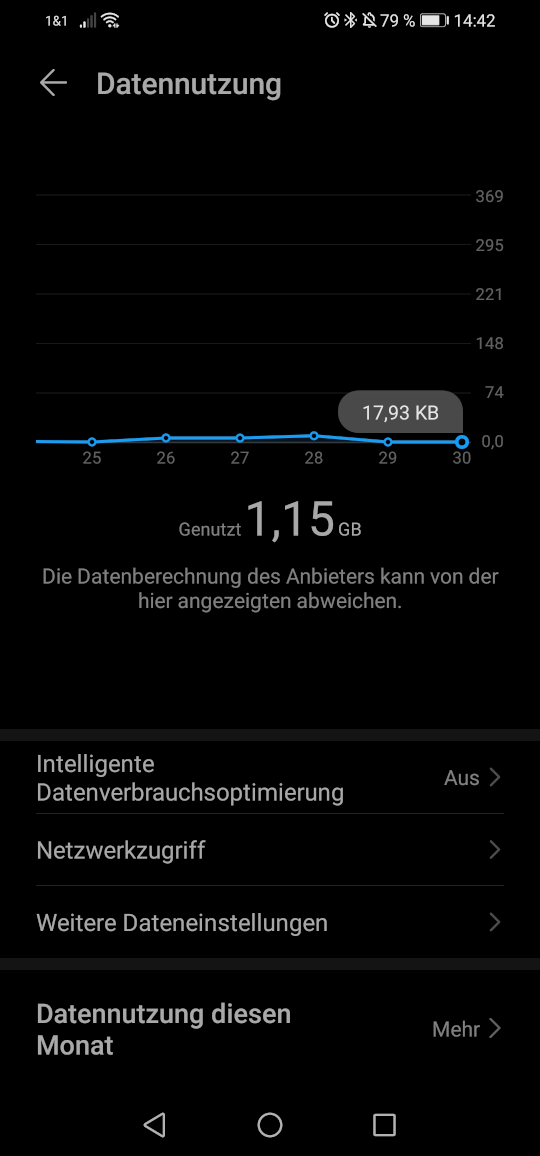 1&1 79 % 14:42
Datennutzung
369
295
221
148
74
17,93 KB
0,0
25 26 27 28 29 30
Genutzt 1,15 GB
Die Datenberechnung des Anbieters kann von der
hier angezeigten abweichen.
Intelligente
Datenverbrauchsoptimierung
Aus
Netzwerkzugriff
Weitere Dateneinstellungen
Datennutzung diesen
Monat
Mehr